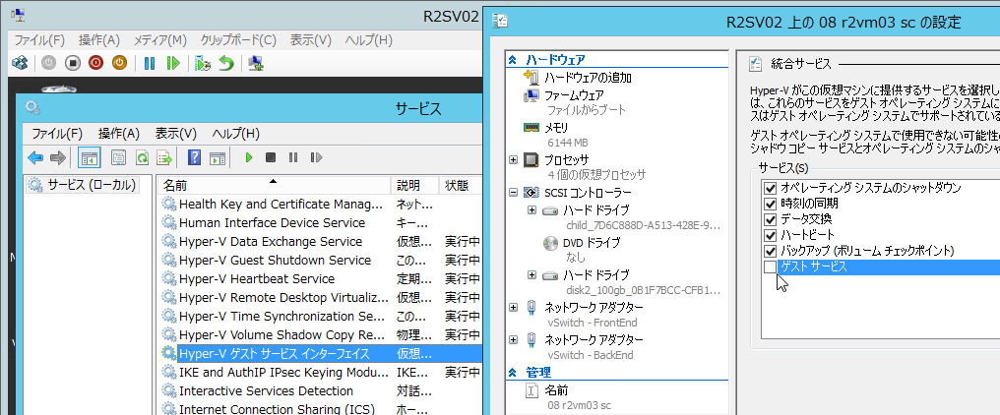 R2SV02
ファイル(F) 操作(A) メディア(M) クリップボード(C) 表示(V) ヘルプ(H)
サービス
ファイル(F) 操作(A) 表示(V) ヘルプ(H)
サービス (ローカル)
名前 説明 状態
Health Key and Certificate Manag... ネット...
Human Interface Device Service キー...
Hyper-V Data Exchange Service 仮想... 実行中
Hyper-V Guest Shutdown Service この... 実行中
Hyper-V Heartbeat Service 定期... 実行中
Hyper-V Remote Desktop Virtualiz... 仮想... 実行中
Hyper-V Time Synchronization Se... この... 実行中
Hyper-V Volume Shadow Copy Re... 物理... 実行中
Hyper-V ゲスト サービス インターフェイス 仮想...
IKE and AuthIP IPsec Keying Modu... IKE... 実行中
Interactive Services Detection 対話...
Internet Connection Sharing (ICS) ホー...
R2SV02 上の 08 r2vm03 sc の設定
ハードウェア
ハードウェアの追加
ファームウェア
ファイルからブート
メモリ
6144 MB
プロセッサ
4 個の仮想プロセッサ
SCSI コントローラー
ハード ドライブ
child_7D6C888D-A513-428E-9...
DVD ドライブ
なし
ハード ドライブ
disk2_100gb_0B1F7BCC-CFB1...
ネットワーク アダプター
vSwitch - FrontEnd
ネットワーク アダプター
vSwitch - BackEnd
管理
名前
08 r2vm03 sc
統合サービス
Hyper-V がこの仮想マシンに提供するサービスを選択し
は、これらのサービスをゲスト オペレーティング システムに
スはゲスト オペレーティング システムでサポートされている
ゲスト オペレーティング システムで使用できない可能性の
シャドウ コピー サービスとオペレーティング システムのシャ
サービス(S)
オペレーティング システムのシャットダウン
時刻の同期
データ交換
ハートビート
バックアップ (ボリューム チェックポイント)
ゲスト サービス